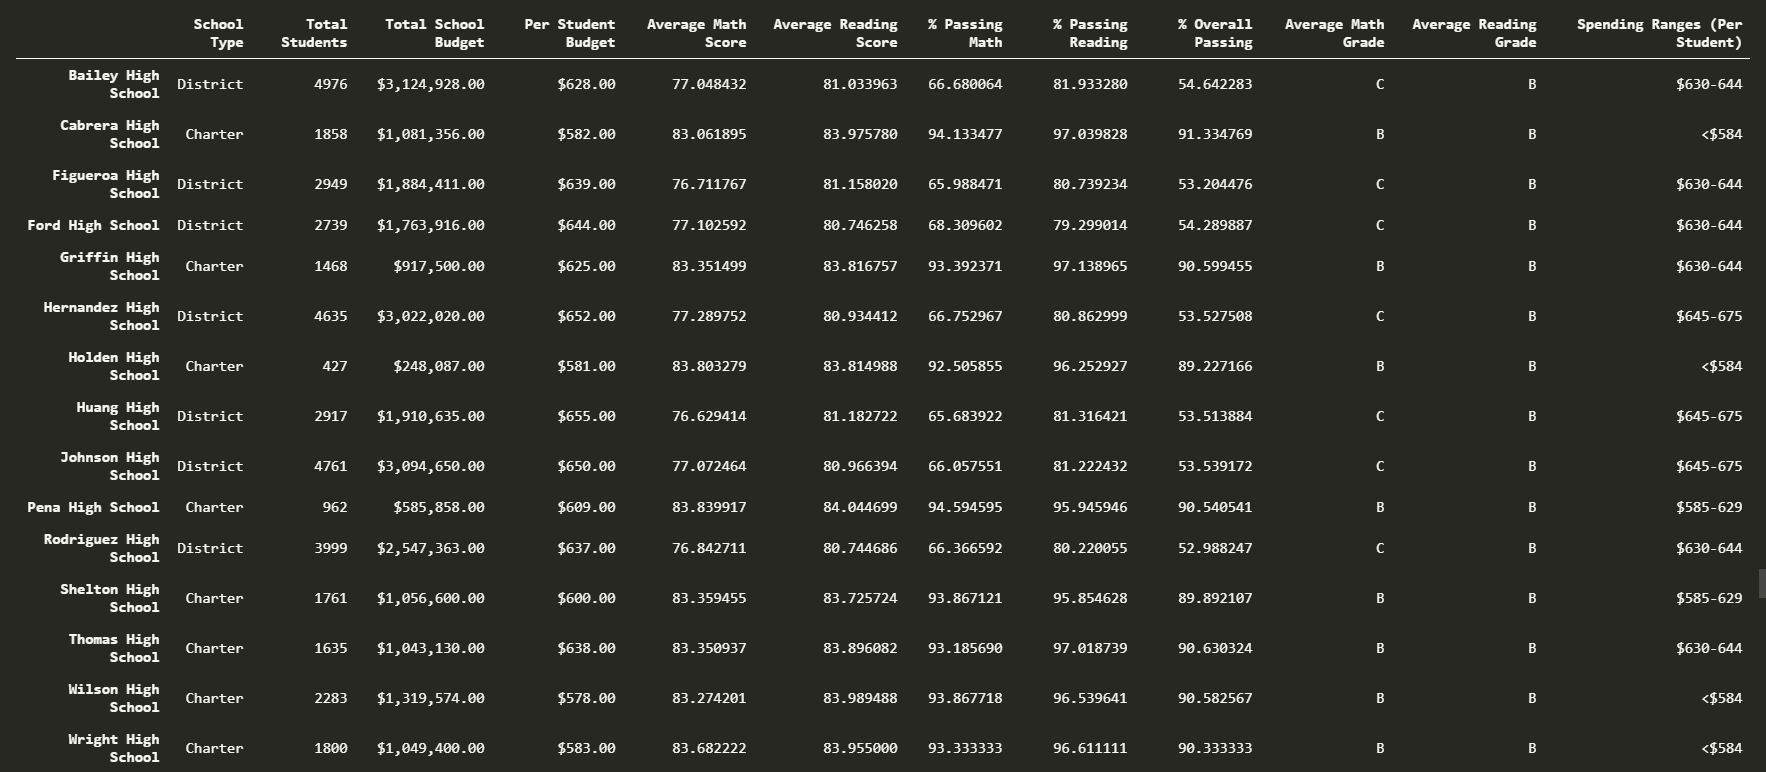 School Type Total Students Total School Budget Per Student Budget Average Math Score Average Reading Score % Passing Math % Passing Reading % Overall Passing Average Math Grade Average Reading Grade Spending Ranges (Per Student)
Bailey High School District 4976 $3,124,928.00 $628.00 77.048432 81.033963 66.680064 81.933280 54.642283 C B $630-644
Cabrera High School Charter 1858 $1,081,356.00 $582.00 83.061895 83.975780 94.133477 97.039828 91.334769 B B <$584
Figueroa High School District 2949 $1,884,411.00 $639.00 76.711767 81.158020 65.988471 80.739234 53.204476 C B $630-644
Ford High School District 2739 $1,763,916.00 $644.00 77.102592 80.746258 68.309602 79.299014 54.289887 C B $630-644
Griffin High School Charter 1468 $917,500.00 $625.00 83.351499 83.816757 93.392371 97.138965 90.599455 B B $630-644
Hernandez High School District 4635 $3,022,020.00 $652.00 77.289752 80.934412 66.752967 80.862999 53.527508 C B $645-675
Holden High School Charter 427 $248,087.00 $581.00 83.803279 83.814988 92.505855 96.252927 89.227166 B B <$584
Huang High School District 2917 $1,910,635.00 $655.00 76.629414 81.182722 65.683922 81.316421 53.513884 C B $645-675
Johnson High School District 4761 $3,094,650.00 $650.00 77.072464 80.966394 66.057551 81.222432 53.539172 C B $645-675
Pena High School Charter 962 $585,858.00 $609.00 83.839917 84.044699 94.594595 95.945946 90.540541 B B $585-629
Rodriguez High School District 3999 $2,547,363.00 $637.00 76.842711 80.744686 66.366592 80.220055 52.988247 C B $630-644
Shelton High School Charter 1761 $1,056,600.00 $600.00 83.359455 83.725724 93.867121 95.854628 89.892107 B B $585-629
Thomas High School Charter 1635 $1,043,130.00 $638.00 83.350937 83.896082 93.185690 97.018739 90.630324 B B $630-644
Wilson High School Charter 2283 $1,319,574.00 $578.00 83.274201 83.989488 93.867718 96.539641 90.582567 B B <$584
Wright High School Charter 1800 $1,049,400.00 $583.00 83.682222 83.955000 93.333333 96.611111 90.333333 B B <$584